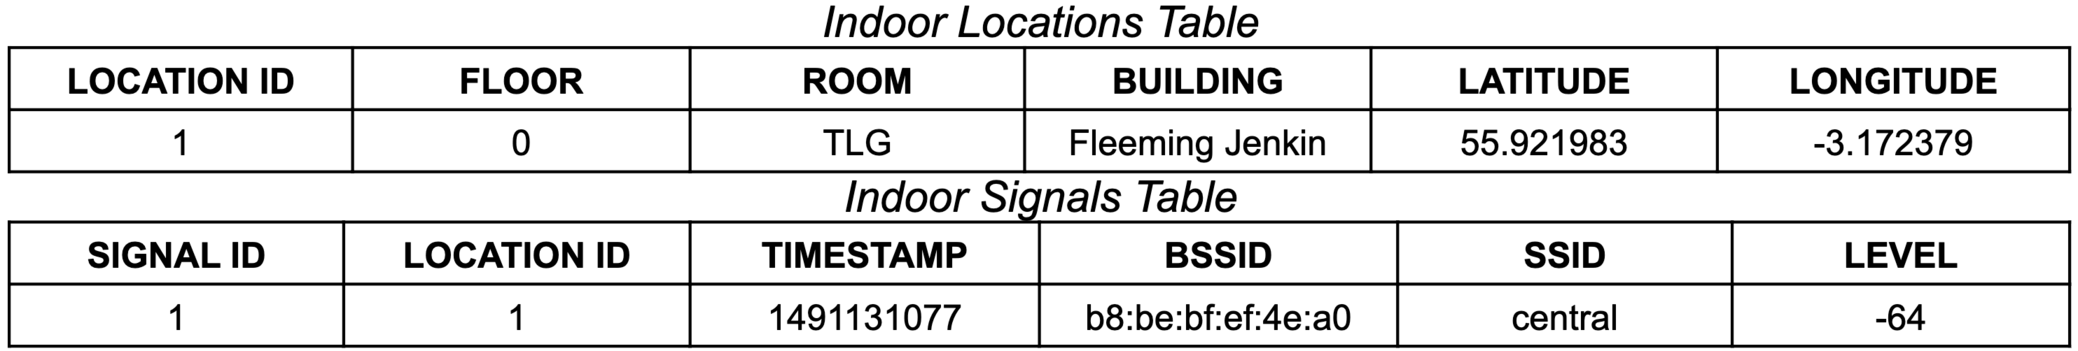 Indoor Locations Table
LOCATION ID FLOOR ROOM BUILDING LATITUDE LONGITUDE
1 0 TLG Fleeming Jenkin 55.921983 -3.172379
Indoor Signals Table
SIGNAL ID LOCATION ID TIMESTAMP BSSID SSID LEVEL
1 1 1491131077 b8:be:bf:ef:4e:a0 central -64